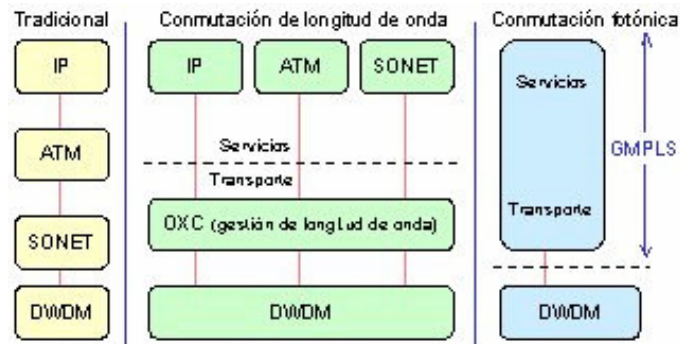 Tradicional
IP
ATM
SONET
DWDM
Conmutación de longitud de onda
IP ATM SONET
Servicios
Transporte
OXC (gestión de longitud de onda)
DWDM
Conmutación fotónica
Servicios
Transporte
GMPLS
DWDM